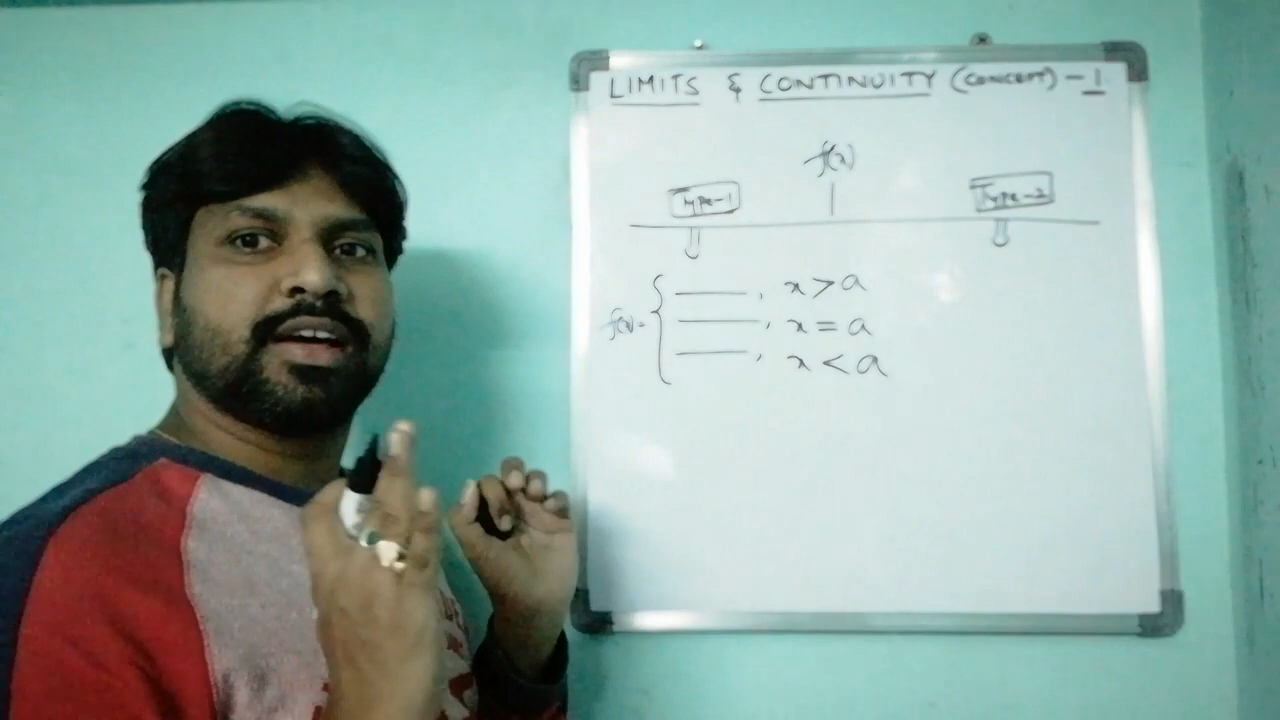 LIMITS & CONTINUITY (CONCEPT) - 1
f(x)
Type-1 Type-2
f(x) = { ———, x > a
———, x = a
———, x < a